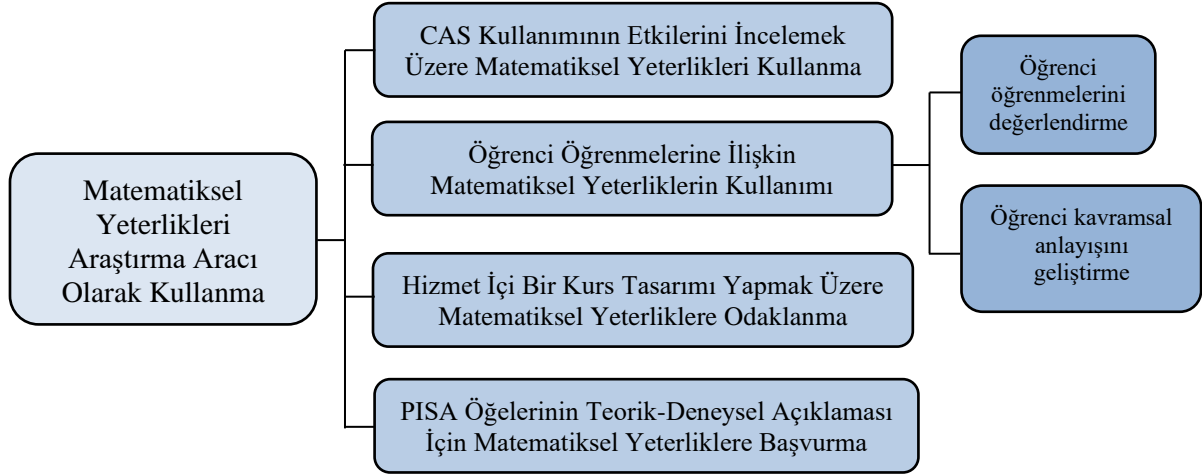 Matematiksel
Yeterlikleri
Araştırma Aracı
Olarak Kullanma
CAS Kullanımının Etkilerini İncelemek
Üzere Matematiksel Yeterlikleri Kullanma
Öğrenci Öğrenmelerine İlişkin
Matematiksel Yeterliklerin Kullanımı
Öğrenci
öğrenmelerini
değerlendirme
Öğrenci kavramsal
anlayışını
geliştirme
Hizmet İçi Bir Kurs Tasarımı Yapmak Üzere
Matematiksel Yeterliklere Odaklanma
PISA Öğelerinin Teorik-Deneysel Açıklaması
İçin Matematiksel Yeterliklere Başvurma